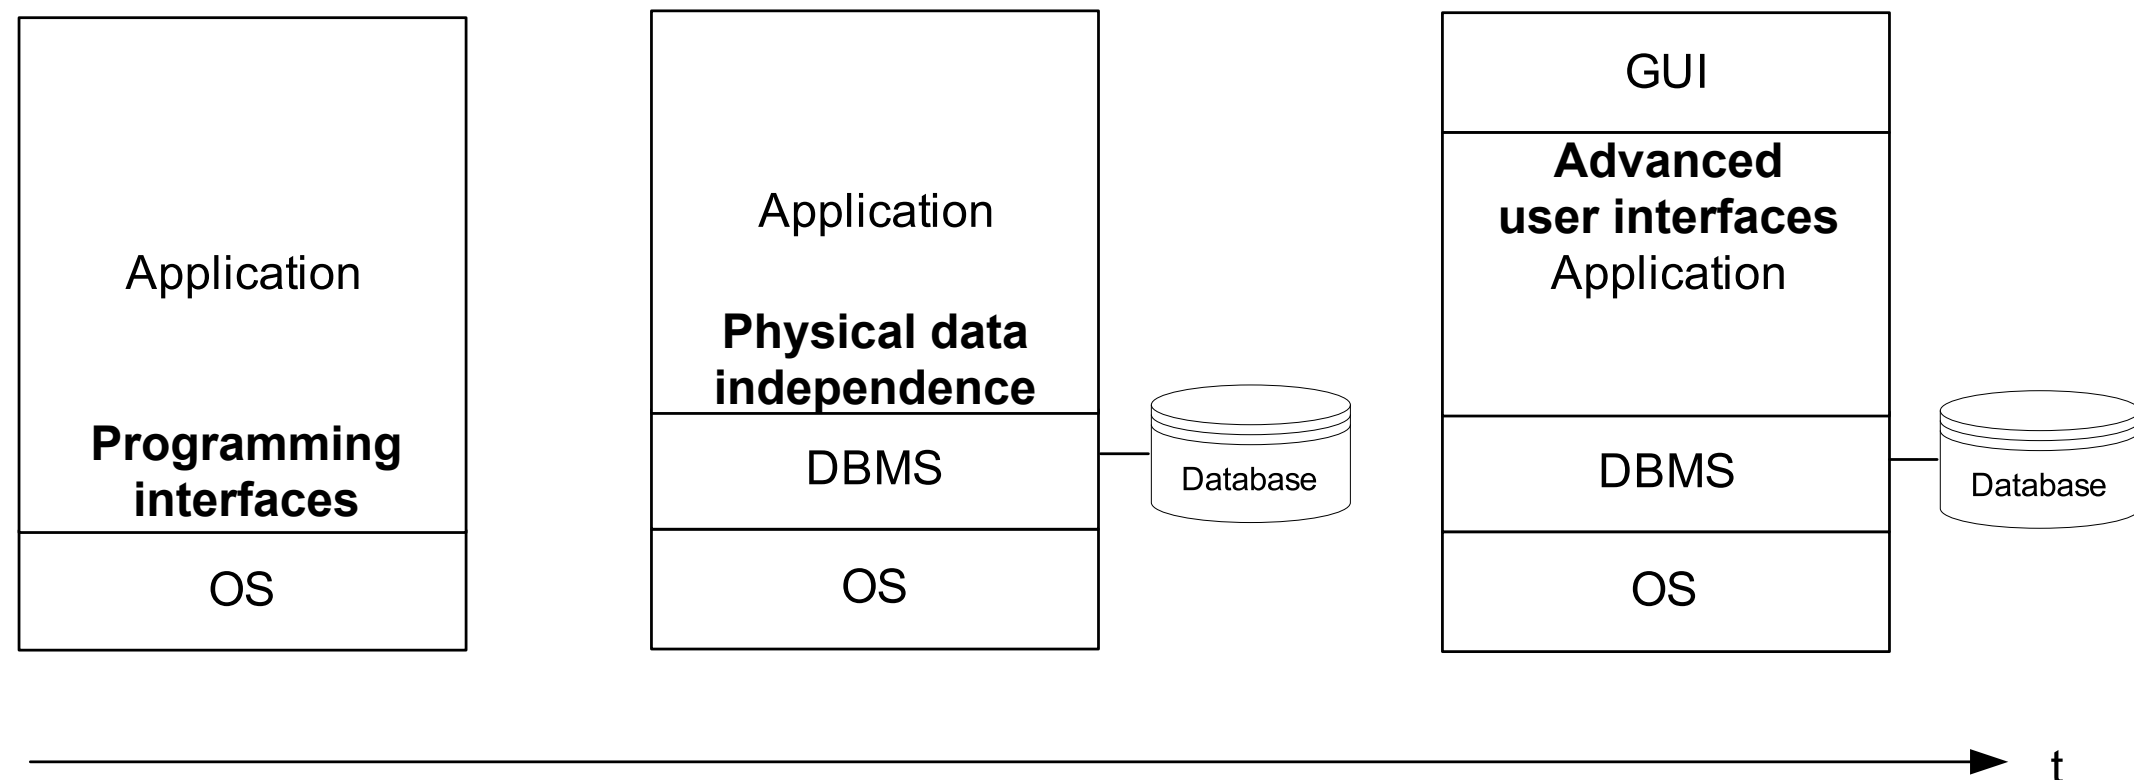 Application
Programming
interfaces
OS
Application
Physical data
independence
DBMS
OS
Database
GUI
Advanced
user interfaces
Application
DBMS
OS
Database
t